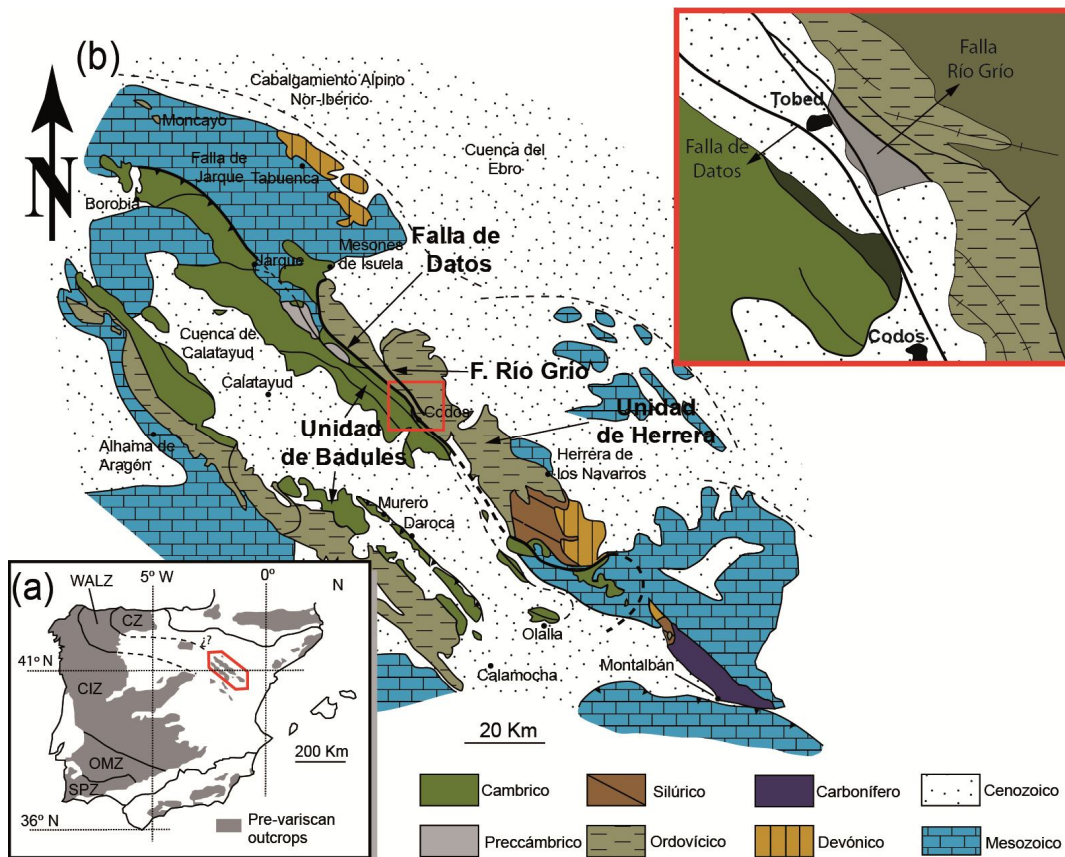 (b)
N
Cabalgamiento Alpino
Nor-Ibérico
Moncayo
Falla de
Jarque
Tabuenca
Cuenca del
Ebro
Borobia
Jarque
Mesones
de Isuela
Falla de
Datos
Cuenca de
Calatayud
Calatayud
F. Río Grío
Codos
Unidad
de Badules
Unidad
de Herrera
Herrera de
los Navarros
Alhama de
Aragón
Murero
Daroca
Olalla
Calamocha
Montalbán
20 Km
Falla
Río Grío
Tobed
Falla de
Datos
Codos
(a)
WALZ
5º W
0º
N
CZ
?
41º N
CIZ
OMZ
SPZ
200 Km
36º N
Pre-variscan
outcrops
Cambrico
Silúrico
Carbonífero
Cenozoico
Preccámbrico
Ordovícico
Devónico
Mesozoico